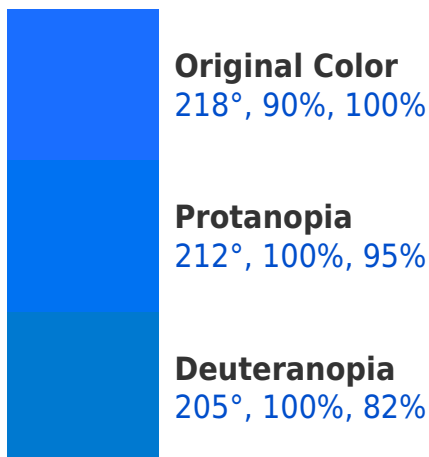 Original Color
218°, 90%, 100%
Protanopia
212°, 100%, 95%
Deuteranopia
205°, 100%, 82%